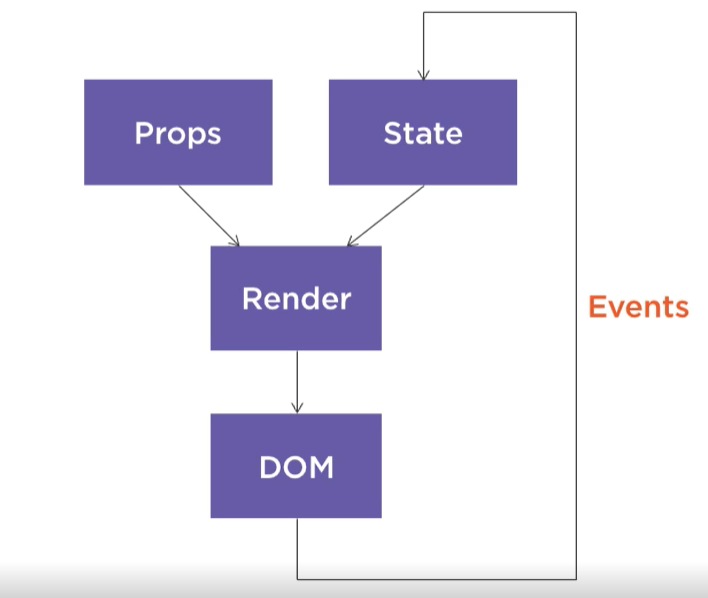 Props
State
Render
Events
DOM